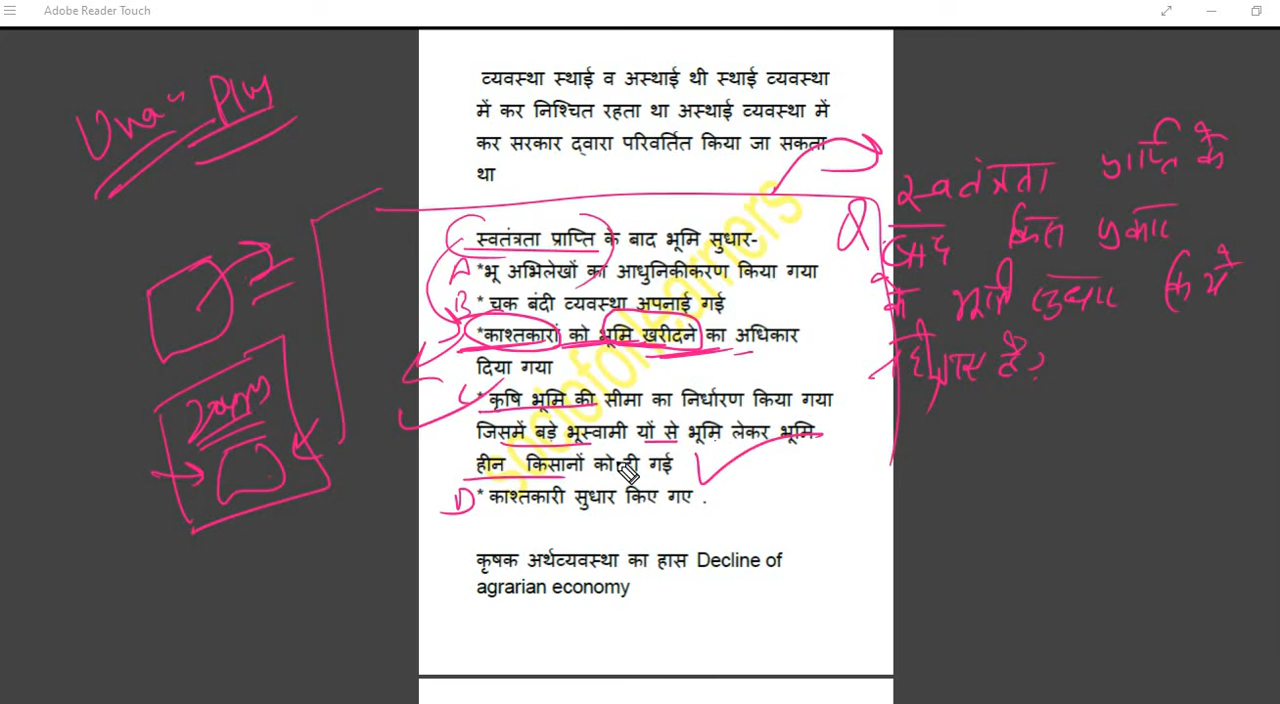 Adobe Reader Touch
व्यवस्था स्थाई व अस्थाई थी स्थाई व्यवस्था
में कर निश्चित रहता था अस्थाई व्यवस्था में
कर सरकार द्वारा परिवर्तित किया जा सकता
था
स्वतंत्रता प्राप्ति के बाद भूमि सुधार-
A *भू अभिलेखों का आधुनिकीकरण किया गया
B * चक बंदी व्यवस्था अपनाई गई
*काश्तकारों को भूमि खरीदने का अधिकार
दिया गया
C * कृषि भूमि की सीमा का निर्धारण किया गया
जिसमें बड़े भूस्वामी यों से भूमि लेकर भूमि-
हीन किसानों को दी गई
D * काश्तकारी सुधार किए गए .
कृषक अर्थव्यवस्था का हास Decline of
agrarian economy
sociofor learners
Q
स्वतंत्रता प्राप्ति के
बाद किस प्रकार
के भूमि सुधार किये